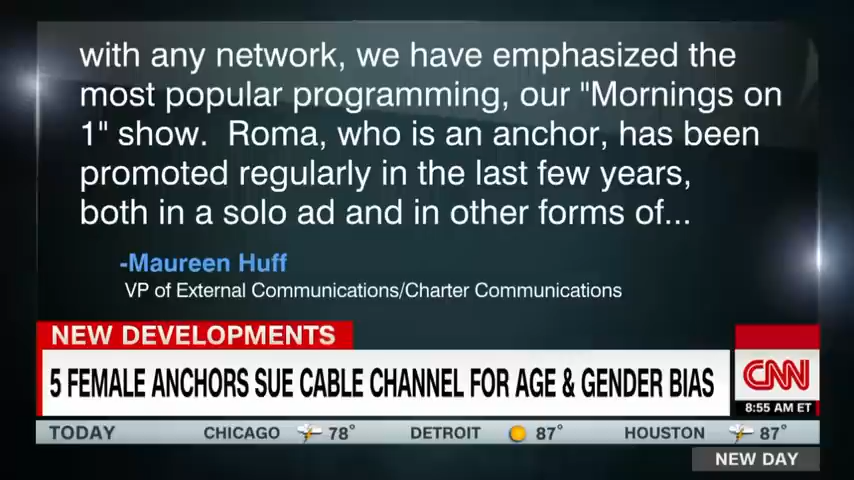 with any network, we have emphasized the
most popular programming, our "Mornings on
1" show. Roma, who is an anchor, has been
promoted regularly in the last few years,
both in a solo ad and in other forms of...
-Maureen Huff
VP of External Communications/Charter Communications
NEW DEVELOPMENTS
5 FEMALE ANCHORS SUE CABLE CHANNEL FOR AGE & GENDER BIAS
CNN
8:55 AM ET
TODAY CHICAGO 78° DETROIT 87° HOUSTON 87°
NEW DAY